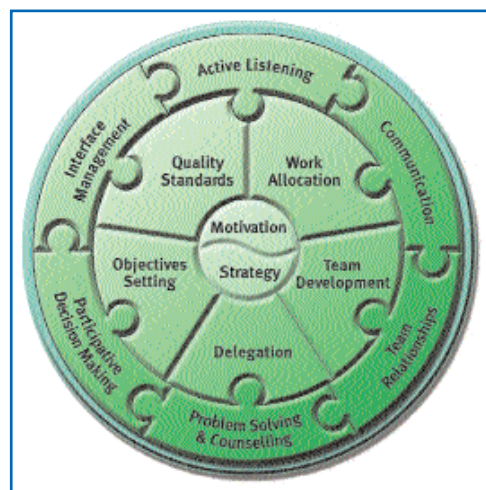 Active Listening
Communication
Team
Relationships
Problem Solving
& Counselling
Participative
Decision Making
Interface
Management
Quality
Standards
Work
Allocation
Team
Development
Delegation
Objectives
Setting
Motivation
Strategy